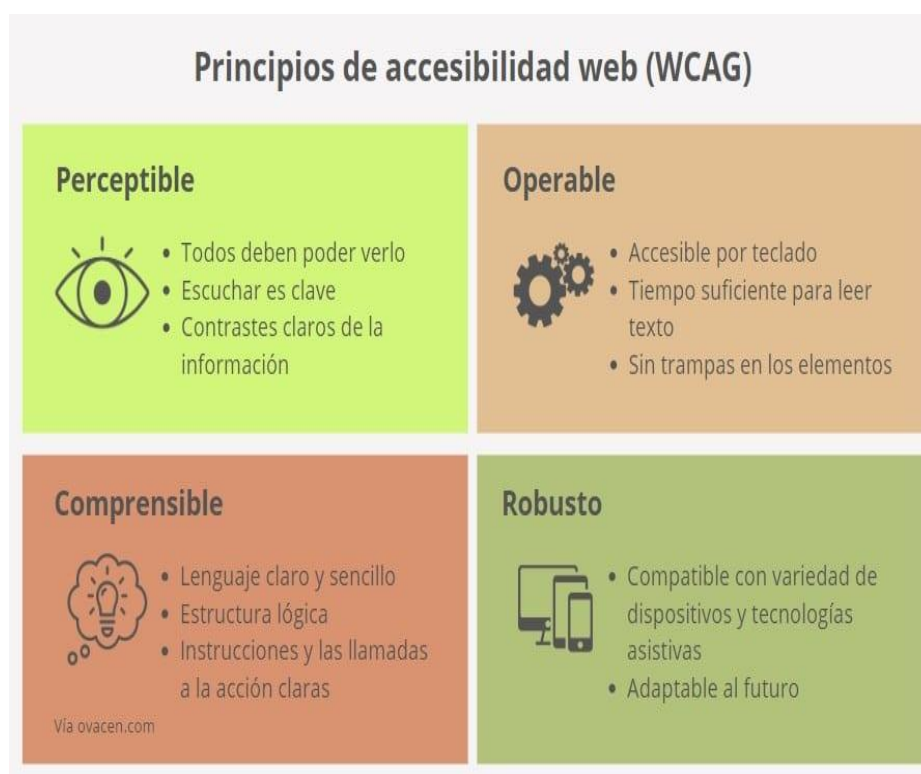 Principios de accesibilidad web (WCAG)
Perceptible
• Todos deben poder verlo
• Escuchar es clave
• Contrastes claros de la
información
Operable
• Accesible por teclado
• Tiempo suficiente para leer
texto
• Sin trampas en los elementos
Comprensible
• Lenguaje claro y sencillo
• Estructura lógica
• Instrucciones y las llamadas
a la acción claras
Vía ovacen.com
Robusto
• Compatible con variedad de
dispositivos y tecnologías
asistivas
• Adaptable al futuro